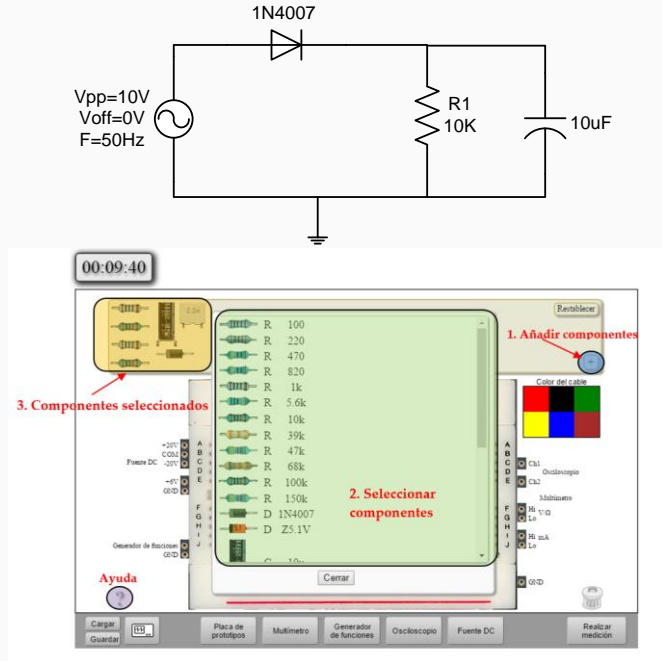 1N4007
Vpp=10V
Voff=0V
F=50Hz
R1
10K
10uF
00:09:40
Restablecer
1. Añadir componentes
3. Componentes seleccionados
R 100
R 220
R 470
R 820
R 1k
R 5.6k
R 10k
R 39k
R 47k
R 68k
R 100k
R 150k
D 1N4007
D Z5.1V
2. Seleccionar
componentes
Cerrar
Color del cable
+20V
COM
Fuente DC -20V
+6V
GND
Generador de funciones
GND
A
B
C
D
E
F
G
H
I
J
A
B
C
D
E
F
G
H
I
J
Ch1
Osciloscopio
Ch2
Multímetro
Hi
VΩ
Lo
Hi
mA
Lo
GND
Ayuda
?
Cargar
Guardar
Placa de
prototipos
Multímetro
Generador
de funciones
Osciloscopio
Fuente DC
Realizar
medición